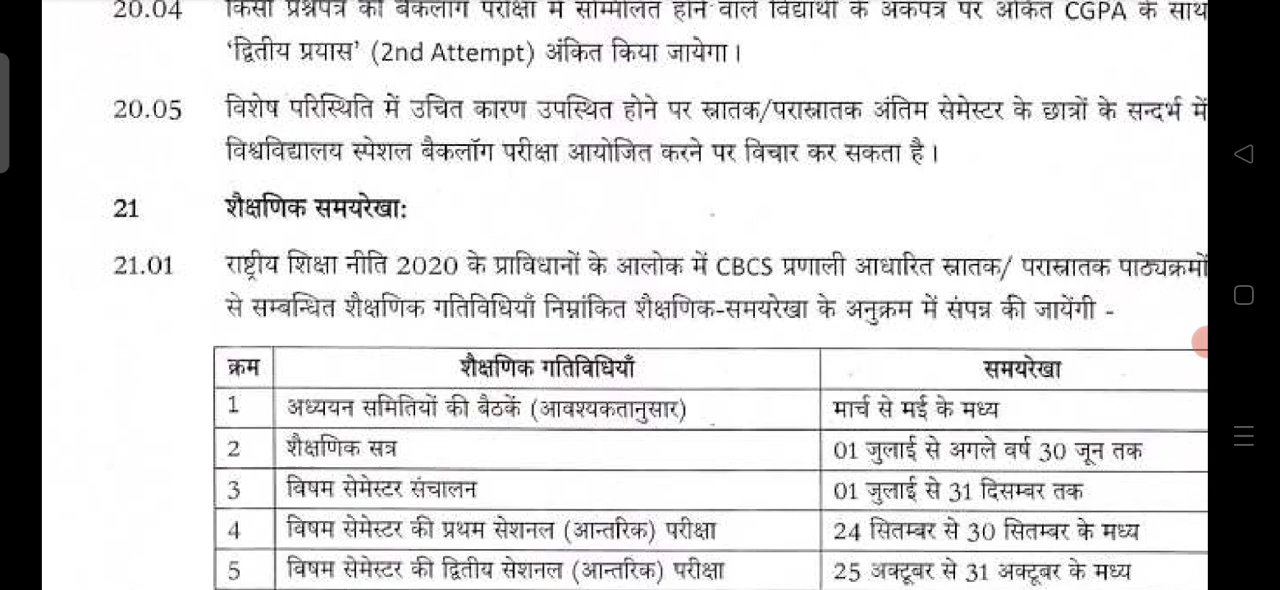 20.04 किसी प्रश्नपत्र की बैकलॉग परीक्षा में सम्मिलित होने वाले विद्यार्थी के अंकपत्र पर अंकित CGPA के साथ
'द्वितीय प्रयास' (2nd Attempt) अंकित किया जायेगा।
20.05 विशेष परिस्थिति में उचित कारण उपस्थित होने पर स्नातक/परास्नातक अंतिम सेमेस्टर के छात्रों के सन्दर्भ में
विश्वविद्यालय स्पेशल बैकलॉग परीक्षा आयोजित करने पर विचार कर सकता है।
21 शैक्षणिक समयरेखा:
21.01 राष्ट्रीय शिक्षा नीति 2020 के प्राविधानों के आलोक में CBCS प्रणाली आधारित स्नातक/ परास्नातक पाठ्यक्रमों
से सम्बन्धित शैक्षणिक गतिविधियाँ निम्नांकित शैक्षणिक-समयरेखा के अनुक्रम में संपन्न की जायेंगी -
क्रम शैक्षणिक गतिविधियाँ समयरेखा
1 अध्ययन समितियों की बैठकें (आवश्यकतानुसार) मार्च से मई के मध्य
2 शैक्षणिक सत्र 01 जुलाई से अगले वर्ष 30 जून तक
3 विषम सेमेस्टर संचालन 01 जुलाई से 31 दिसम्बर तक
4 विषम सेमेस्टर की प्रथम सेशनल (आन्तरिक) परीक्षा 24 सितम्बर से 30 सितम्बर के मध्य
5 विषम सेमेस्टर की द्वितीय सेशनल (आन्तरिक) परीक्षा 25 अक्टूबर से 31 अक्टूबर के मध्य